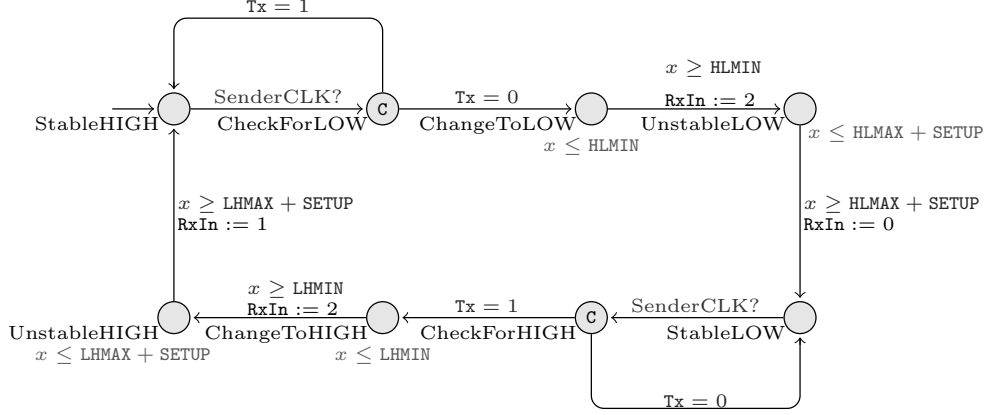 Tx = 1
x ≥ HLMIN
SenderCLK?
C
Tx = 0
RxIn := 2
StableHIGH
CheckForLOW
ChangeToLOW
UnstableLOW
x ≤ HLMIN
x ≤ HLMAX + SETUP
x ≥ LHMAX + SETUP
RxIn := 1
x ≥ HLMAX + SETUP
RxIn := 0
x ≥ LHMIN
RxIn := 2
Tx = 1
C
SenderCLK?
UnstableHIGH
ChangeToHIGH
CheckForHIGH
StableLOW
x ≤ LHMAX + SETUP
x ≤ LHMIN
Tx = 0